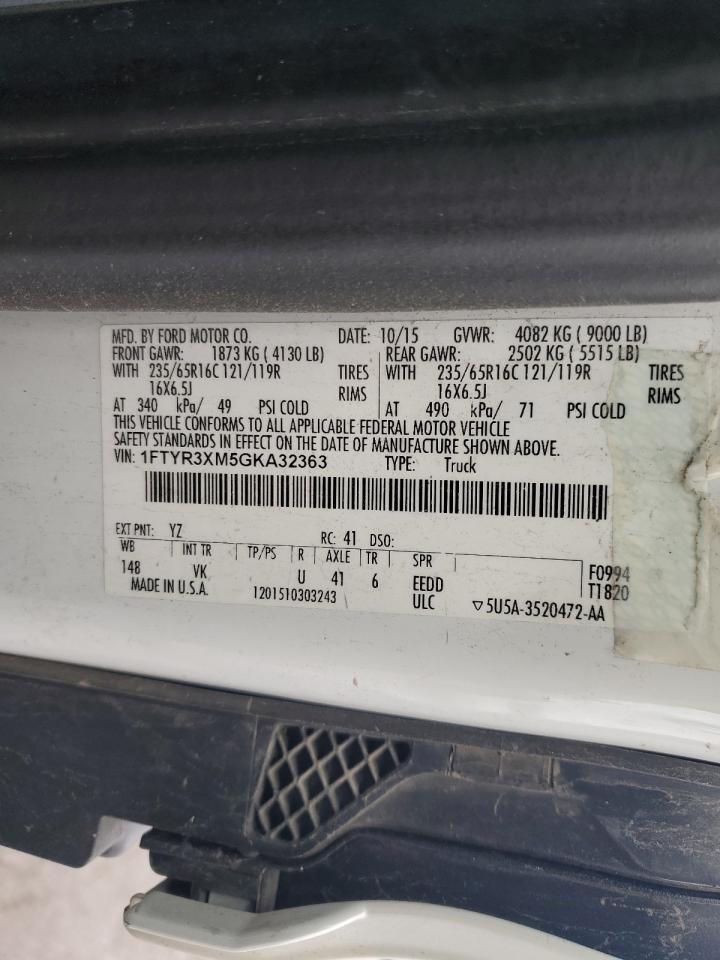 MFD. BY FORD MOTOR CO. DATE: 10/15 GVWR: 4082 KG ( 9000 LB)
FRONT GAWR: 1873 KG ( 4130 LB) REAR GAWR: 2502 KG ( 5515 LB)
WITH 235/65R16C 121/119R TIRES WITH 235/65R16C 121/119R TIRES
16X6.5J RIMS 16X6.5J RIMS
AT 340 kPa/ 49 PSI COLD AT 490 kPa/ 71 PSI COLD
THIS VEHICLE CONFORMS TO ALL APPLICABLE FEDERAL MOTOR VEHICLE
SAFETY STANDARDS IN EFFECT ON THE DATE OF MANUFACTURE SHOWN ABOVE.
VIN: 1FTYR3XM5GKA32363 TYPE: Truck
EXT PNT: YZ RC: 41 DSO:
WB INT TR TP/PS R AXLE TR SPR
148 VK U 41 6 EEDD F0994
MADE IN U.S.A. 1201510303243 ULC T1820
▽5U5A-3520472-AA